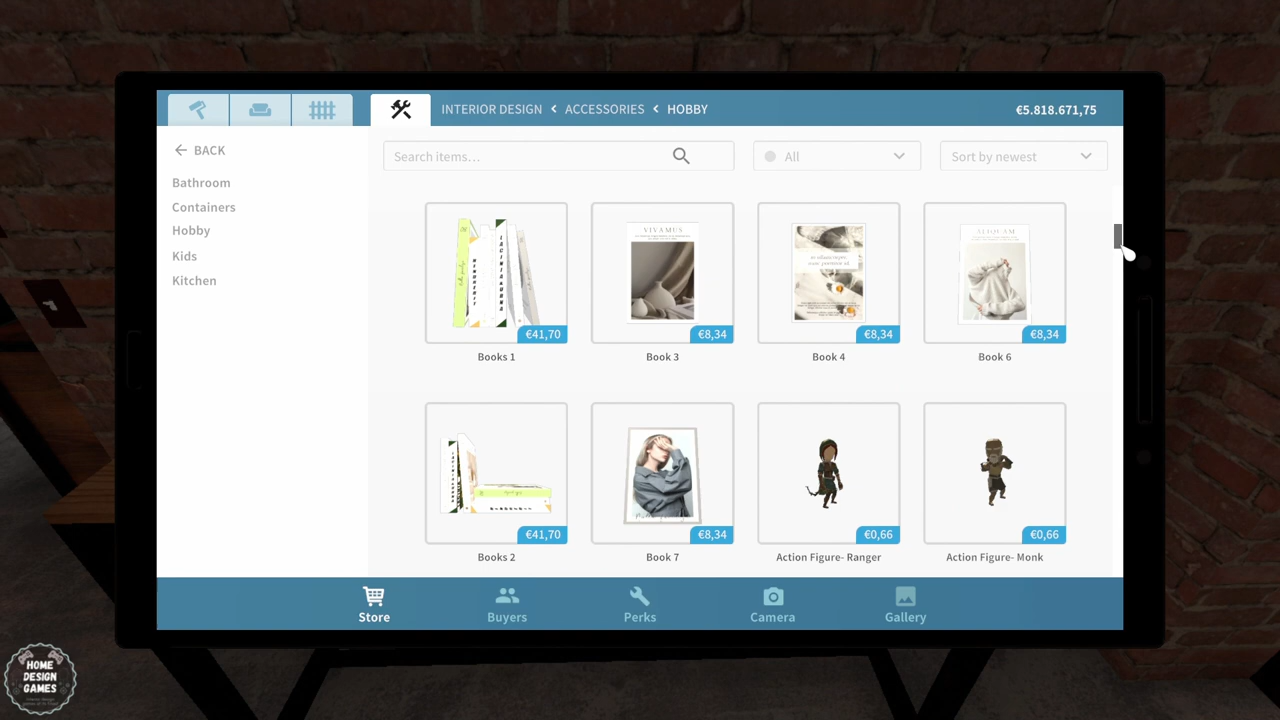 INTERIOR DESIGN < ACCESSORIES < HOBBY
€5.818.671,75
BACK
Search items...
All
Sort by newest
Bathroom
Containers
Hobby
Kids
Kitchen
VIVAMUS
ALIQUAM
€41,70
€8,34
€8,34
€8,34
Books 1
Book 3
Book 4
Book 6
€41,70
€8,34
€0,66
€0,66
Books 2
Book 7
Action Figure- Ranger
Action Figure- Monk
Store
Buyers
Perks
Camera
Gallery
HOME
DESIGN
GAMES